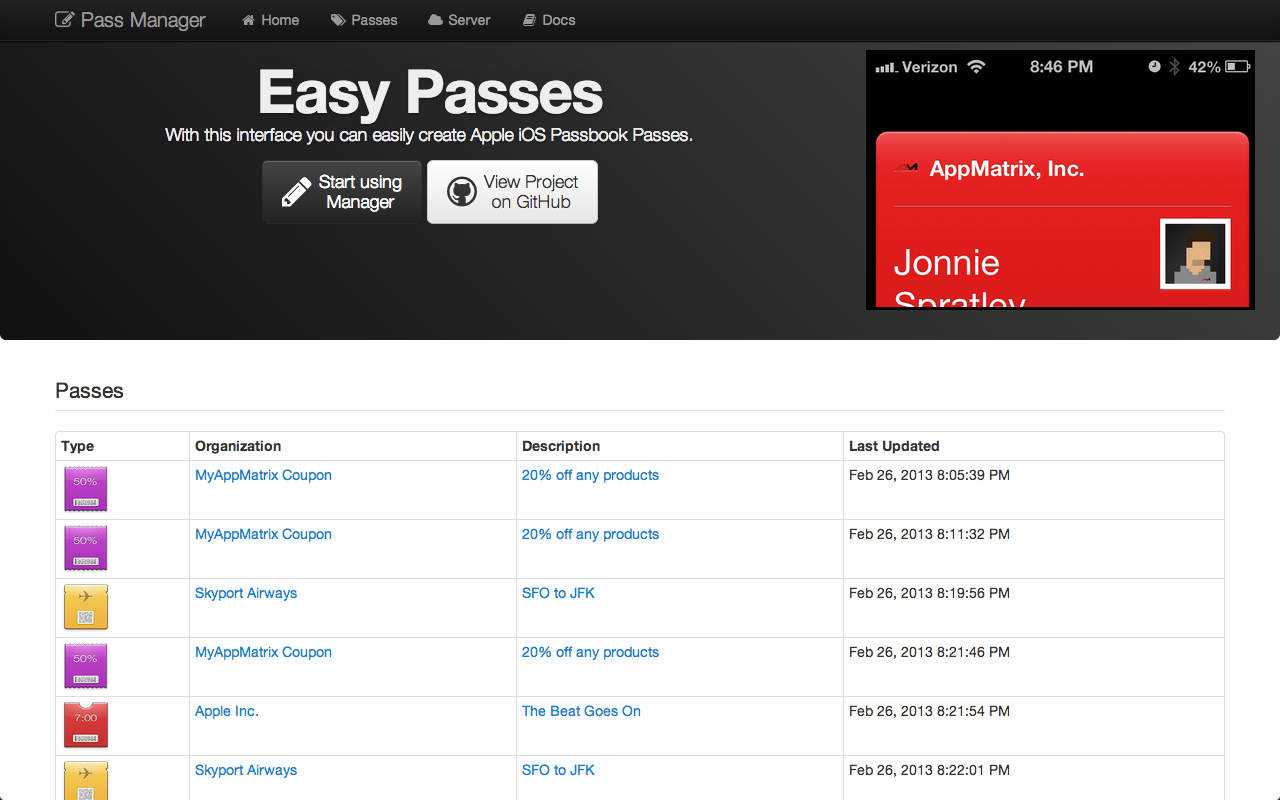 Pass Manager Home Passes Server Docs
Easy Passes
With this interface you can easily create Apple iOS Passbook Passes.
Start using
Manager
View Project
on GitHub
Verizon 8:46 PM 42%
AppMatrix, Inc.
Jonnie
Spratley
Passes
Type Organization Description Last Updated
50% MyAppMatrix Coupon 20% off any products Feb 26, 2013 8:05:39 PM
50% MyAppMatrix Coupon 20% off any products Feb 26, 2013 8:11:32 PM
Skyport Airways SFO to JFK Feb 26, 2013 8:19:56 PM
50% MyAppMatrix Coupon 20% off any products Feb 26, 2013 8:21:46 PM
7:00 Apple Inc. The Beat Goes On Feb 26, 2013 8:21:54 PM
Skyport Airways SFO to JFK Feb 26, 2013 8:22:01 PM